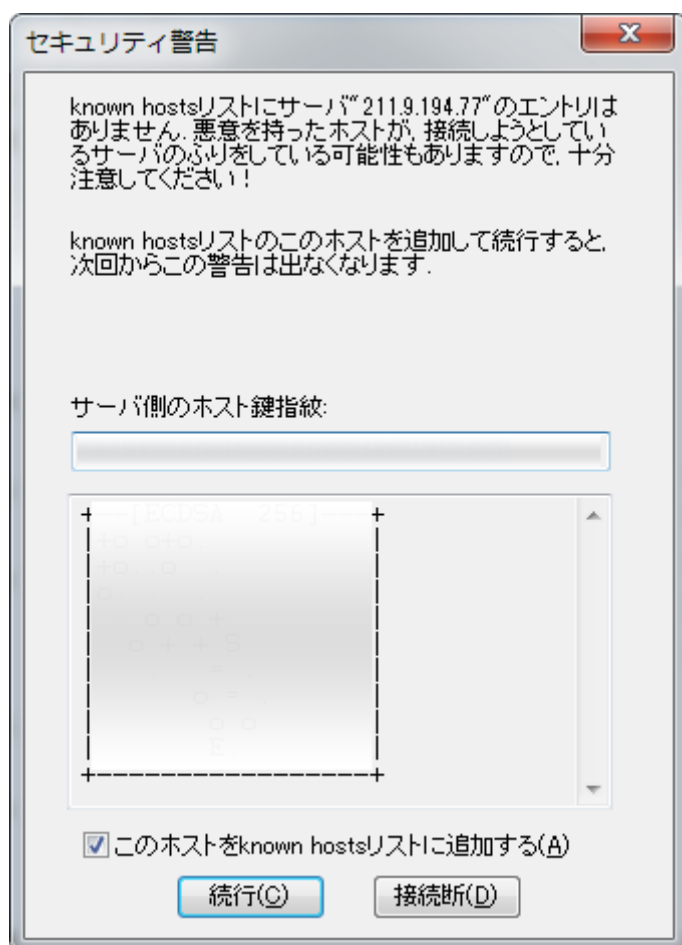 セキュリティ警告
known hostsリストにサーバ"211.9.194.77"のエントリは
ありません. 悪意を持ったホストが, 接続しようとしてい
るサーバのふりをしている可能性もありますので, 十分
注意してください!
known hostsリストのこのホストを追加して続行すると,
次回からこの警告は出なくなります.
サーバ側のホスト鍵指紋:
+--[ECDSA 256]--+
|+o o+o. |
|+o o . |
|o |
| o o + |
| o + + S |
| = . |
| o = . |
| o o |
| E |
+-----------------+
このホストをknown hostsリストに追加する(A)
続行(C) 接続断(D)